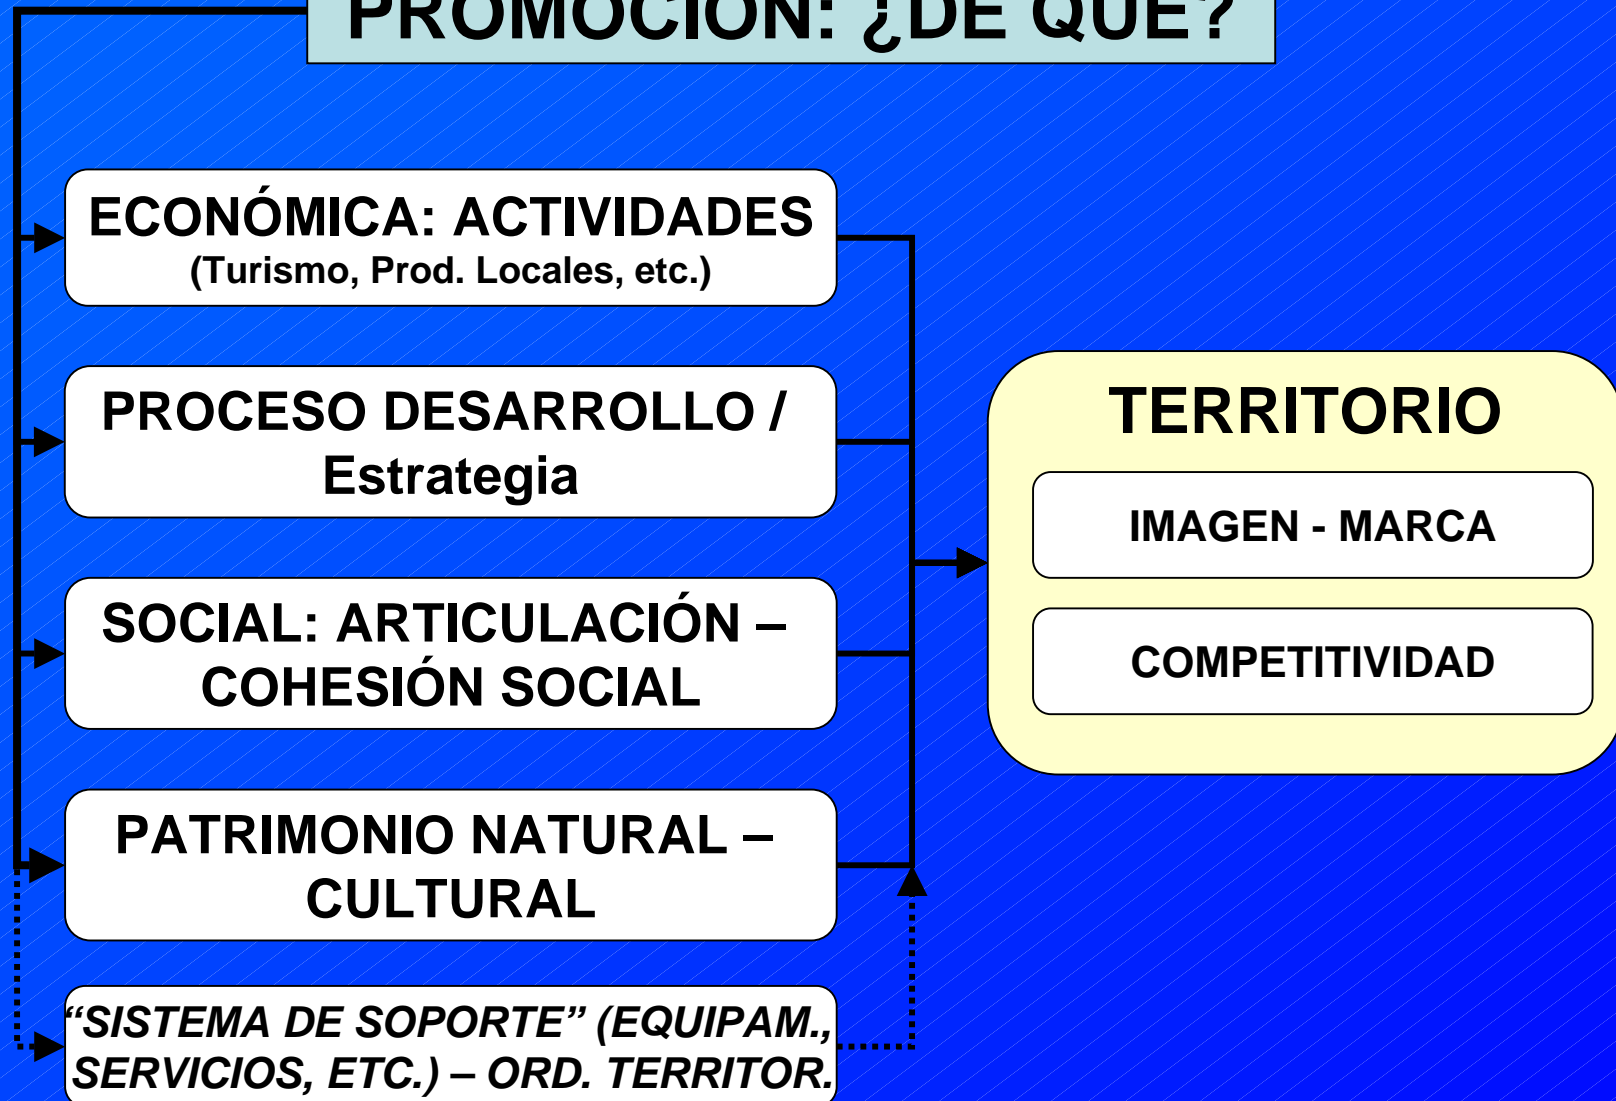 PROMOCIÓN: ¿DE QUÉ?
ECONÓMICA: ACTIVIDADES
(Turismo, Prod. Locales, etc.)
PROCESO DESARROLLO /
Estrategia
SOCIAL: ARTICULACIÓN –
COHESIÓN SOCIAL
PATRIMONIO NATURAL –
CULTURAL
“SISTEMA DE SOPORTE” (EQUIPAM.,
SERVICIOS, ETC.) – ORD. TERRITOR.
TERRITORIO
IMAGEN - MARCA
COMPETITIVIDAD